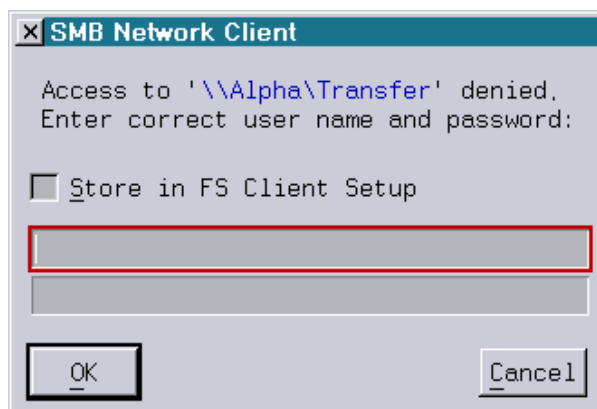 SMB Network Client
Access to '\\Alpha\Transfer' denied.
Enter correct user name and password:
Store in FS Client Setup
OK
Cancel